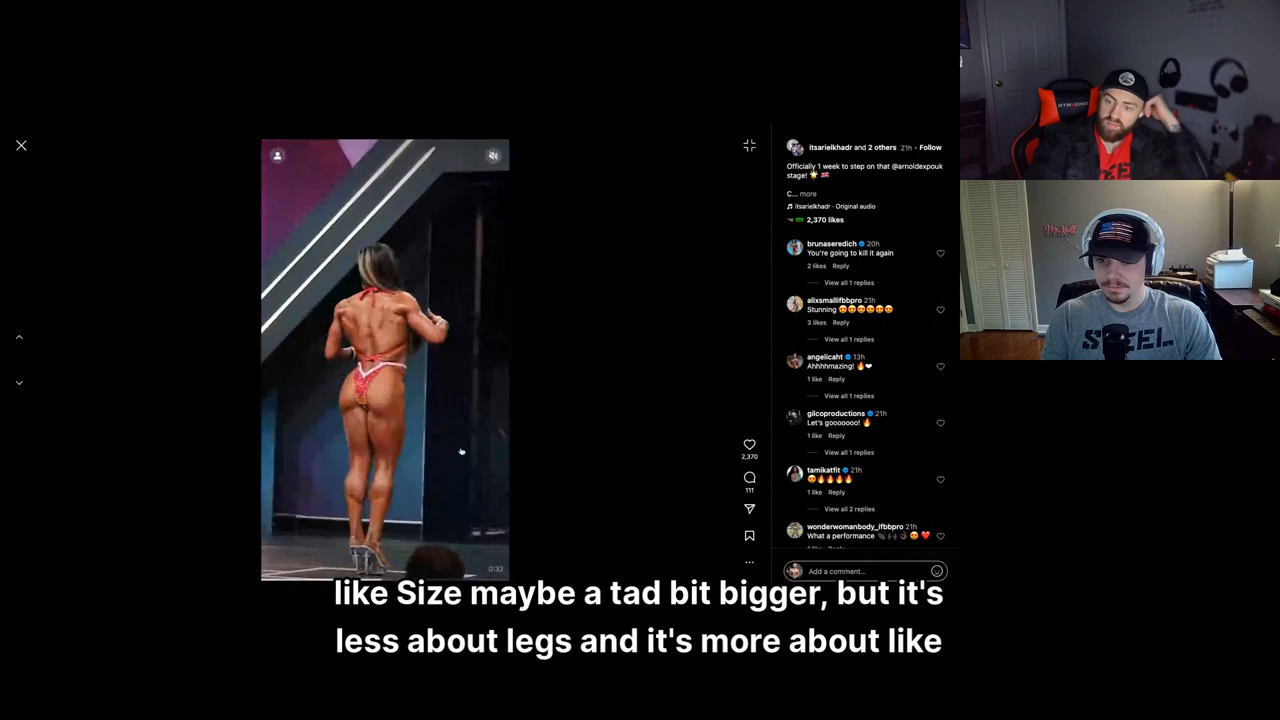 itsarielkhadr and 2 others 21h • Follow
Officially 1 week to step on that @arnoldexpouk
stage! 🌟 🇬🇧
C... more
itsarielkhadr · Original audio
2,370 likes
brunaseredich 20h
You're going to kill it again
2 likes Reply
View all 1 replies
alixsmallifbbpro 21h
Stunning 😍😍😍😍😍😍
3 likes Reply
View all 1 replies
angelicaht 13h
Ahhhhmazing! 🔥❤
1 like Reply
View all 1 replies
gilcoproductions 21h
Let's gooooooo! 🔥
1 like Reply
View all 1 replies
tamikatfit 21h
😍🔥🔥🔥🔥
1 like Reply
View all 2 replies
wonderwomanbody_ifbbpro 21h
What a performance
Add a comment...
2,370
111
0:33
STEEL
like Size maybe a tad bit bigger, but it's
less about legs and it's more about like